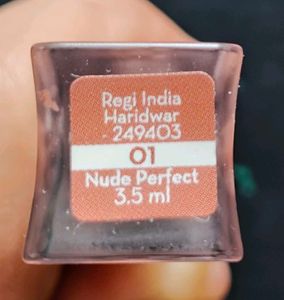 Regi India
Haridwar
- 249403
01
Nude Perfect
3.5 ml